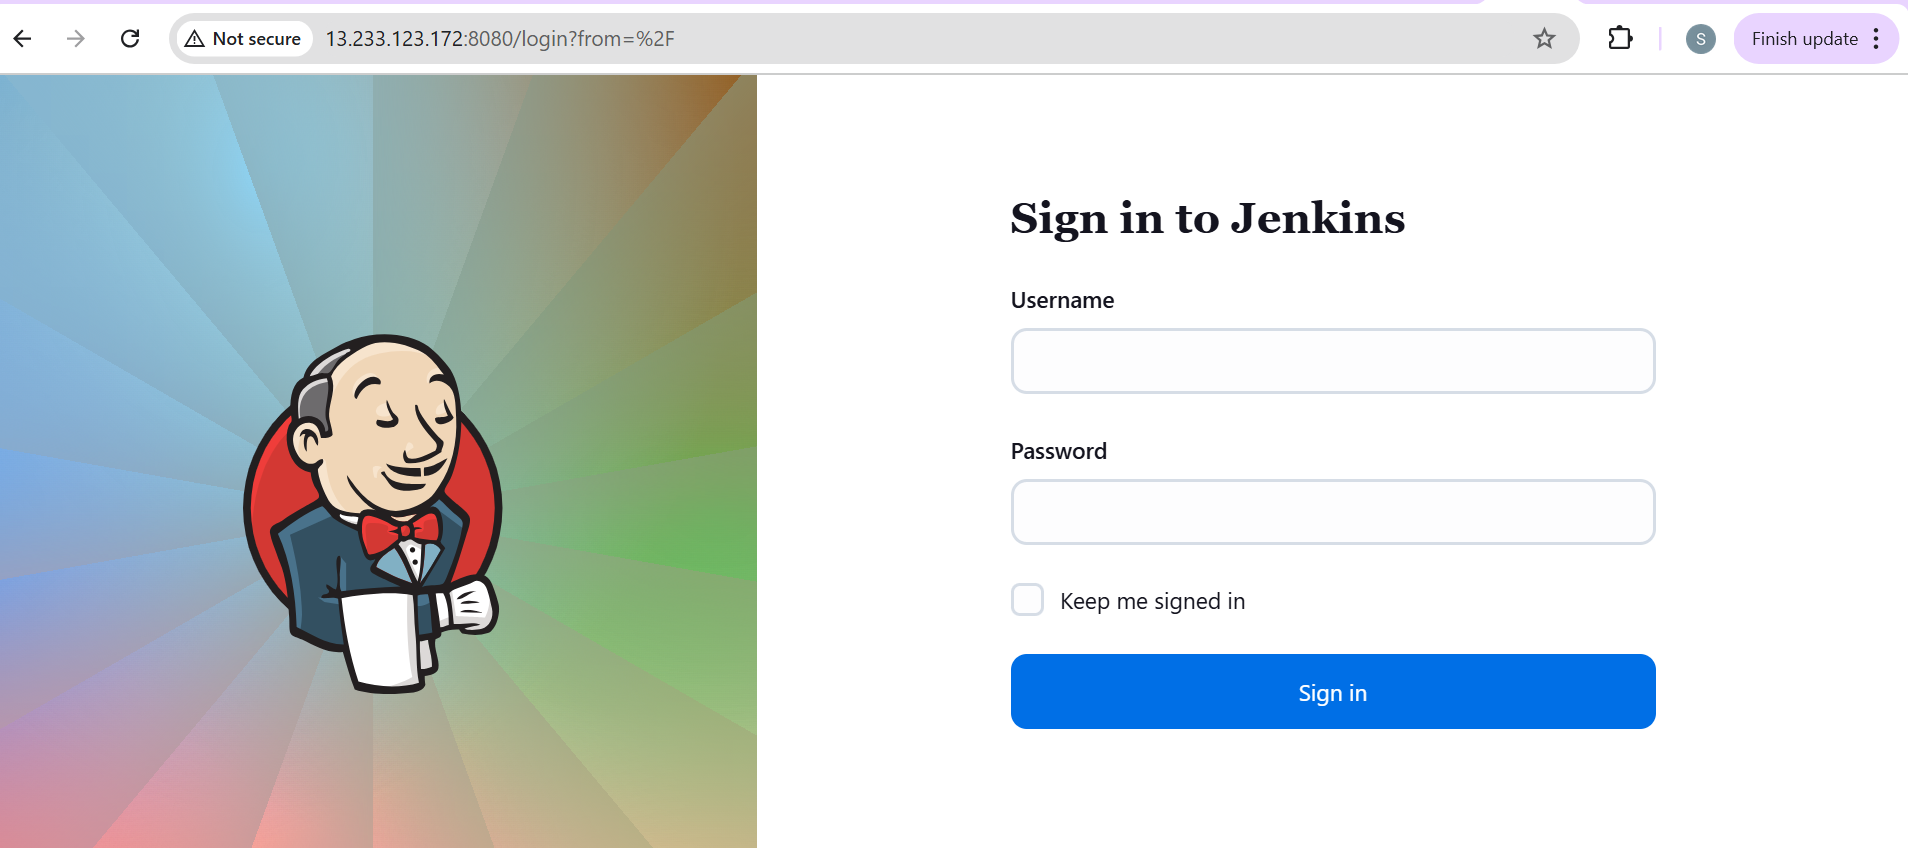 Not secure
13.233.123.172:8080/login?from=%2F
S
Finish update
Sign in to Jenkins
Username
Password
Keep me signed in
Sign in